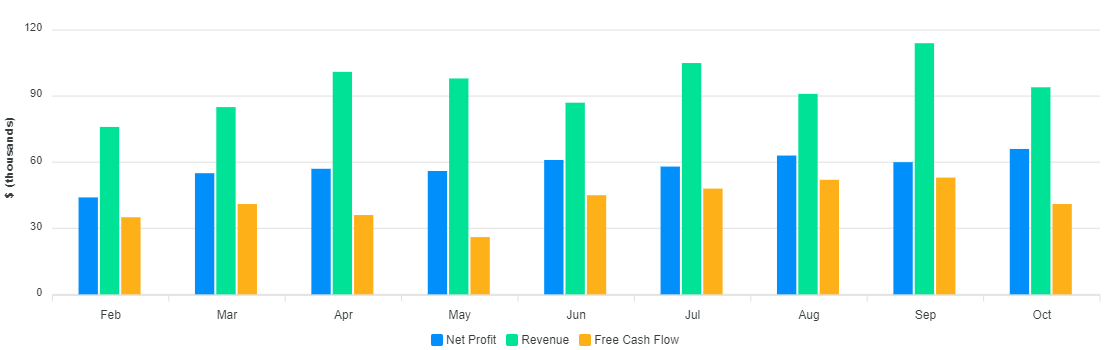 120
90
60
30
0
$ (thousands)
Feb Mar Apr May Jun Jul Aug Sep Oct
Net Profit Revenue Free Cash Flow